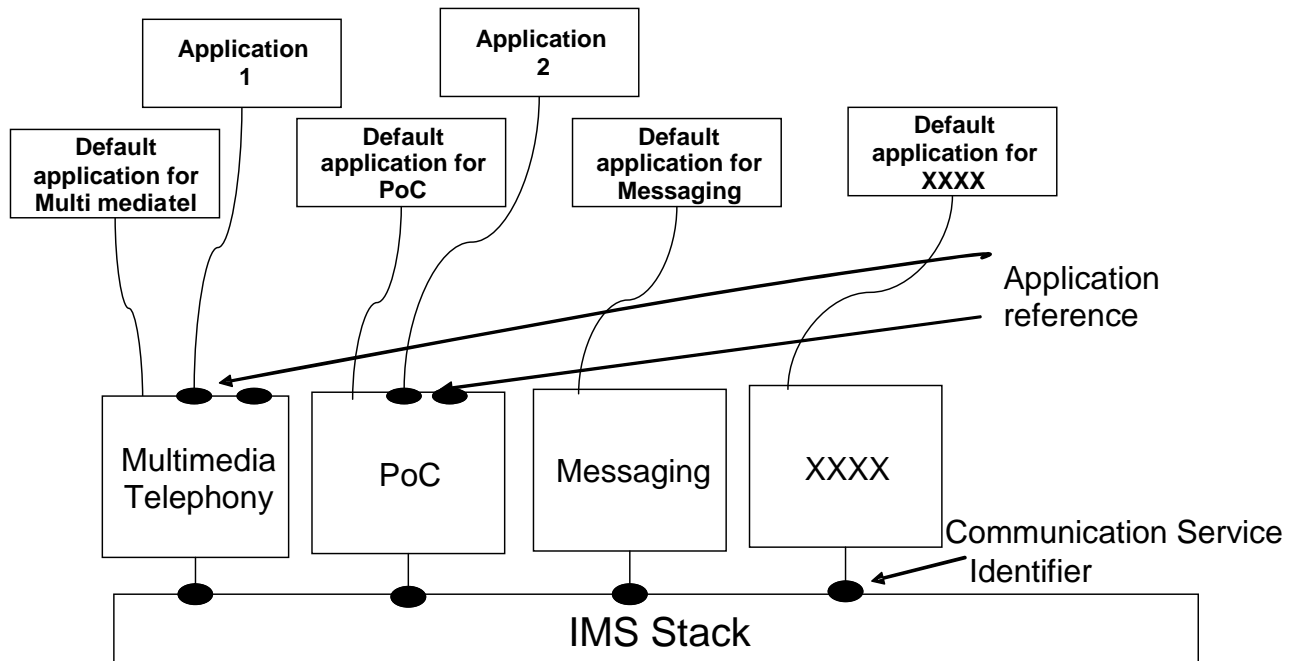 Application
1
Application
2
Default
application for
Multi mediatel
Default
application for
PoC
Default
application for
Messaging
Default
application for
XXXX
Application
reference
Multimedia
Telephony
PoC
Messaging
XXXX
Communication Service
Identifier
IMS Stack